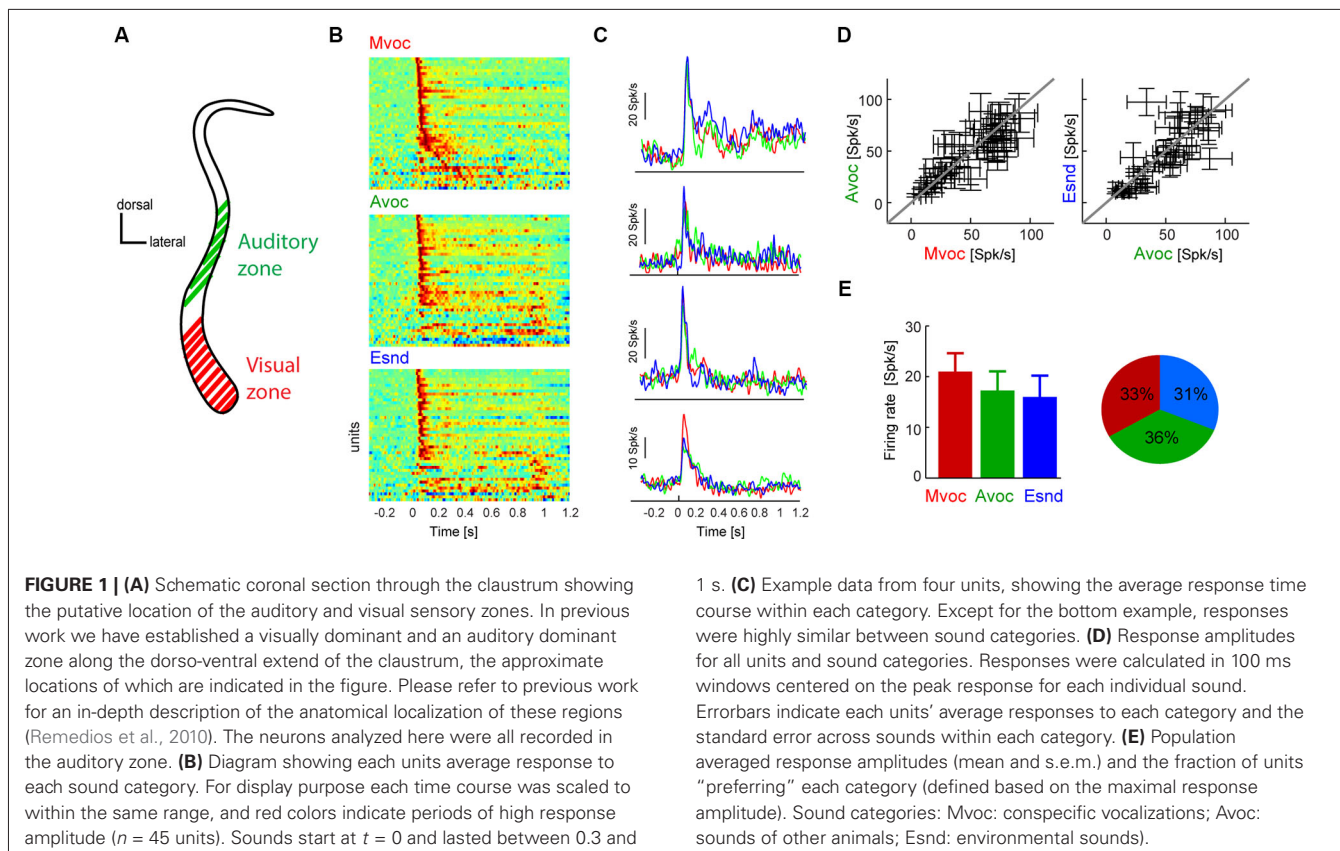 A
dorsal
lateral
Auditory
zone
Visual
zone
B
Mvoc
Avoc
Esnd
units
-0.2 0 0.2 0.4 0.6 0.8 1 1.2
Time [s]
C
20 Spk/s
20 Spk/s
20 Spk/s
10 Spk/s
-0.2 0 0.2 0.4 0.6 0.8 1 1.2
Time [s]
D
Avoc [Spk/s]
100
50
0
0 50 100
Mvoc [Spk/s]
Esnd [Spk/s]
100
50
0
0 50 100
Avoc [Spk/s]
E
Firing rate [Spk/s]
30
20
10
0
Mvoc Avoc Esnd
33% 31%
36%
FIGURE 1 | (A) Schematic coronal section through the claustrum showing
the putative location of the auditory and visual sensory zones. In previous
work we have established a visually dominant and an auditory dominant
zone along the dorso-ventral extend of the claustrum, the approximate
locations of which are indicated in the figure. Please refer to previous work
for an in-depth description of the anatomical localization of these regions
(Remedios et al., 2010). The neurons analyzed here were all recorded in
the auditory zone. (B) Diagram showing each units average response to
each sound category. For display purpose each time course was scaled to
within the same range, and red colors indicate periods of high response
amplitude (n = 45 units). Sounds start at t = 0 and lasted between 0.3 and
1 s. (C) Example data from four units, showing the average response time
course within each category. Except for the bottom example, responses
were highly similar between sound categories. (D) Response amplitudes
for all units and sound categories. Responses were calculated in 100 ms
windows centered on the peak response for each individual sound.
Errorbars indicate each units' average responses to each category and the
standard error across sounds within each category. (E) Population
averaged response amplitudes (mean and s.e.m.) and the fraction of units
"preferring" each category (defined based on the maximal response
amplitude). Sound categories: Mvoc: conspecific vocalizations; Avoc:
sounds of other animals; Esnd: environmental sounds).